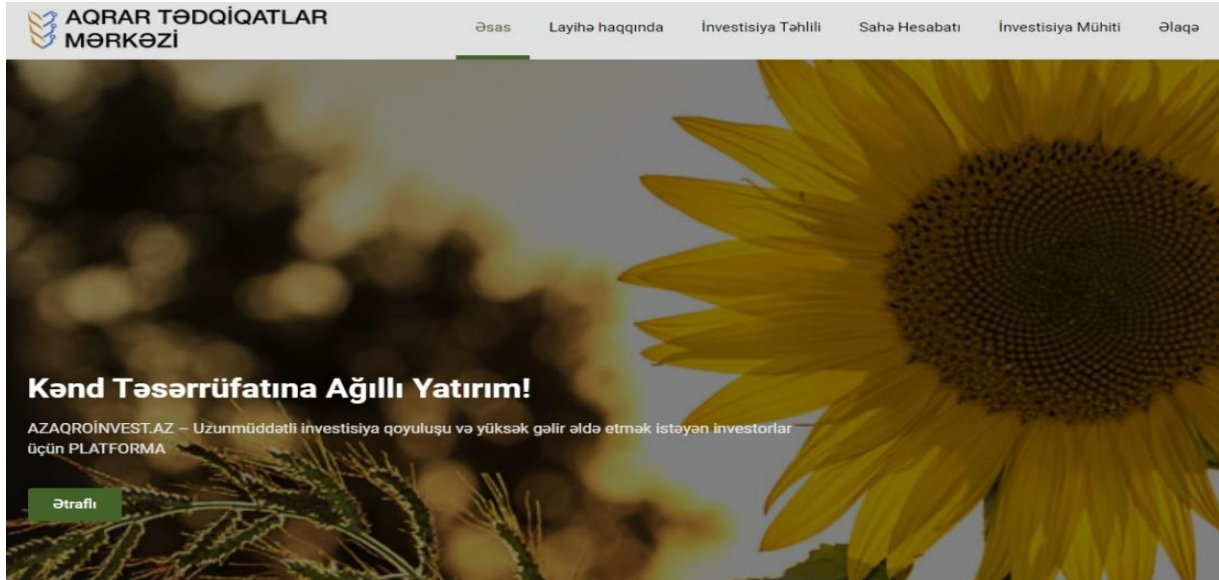 AQRAR TƏDQİQATLAR
MƏRKƏZİ
Əsas Layihə haqqında İnvestisiya Təhlili Sahə Hesabatı İnvestisiya Mühiti Əlaqə
Kənd Təsərrüfatına Ağıllı Yatırım!
AZAQROİNVEST.AZ – Uzunmüddətli investisiya qoyuluşu və yüksək gəlir əldə etmək istəyən investorlar
üçün PLATFORMA
Ətraflı